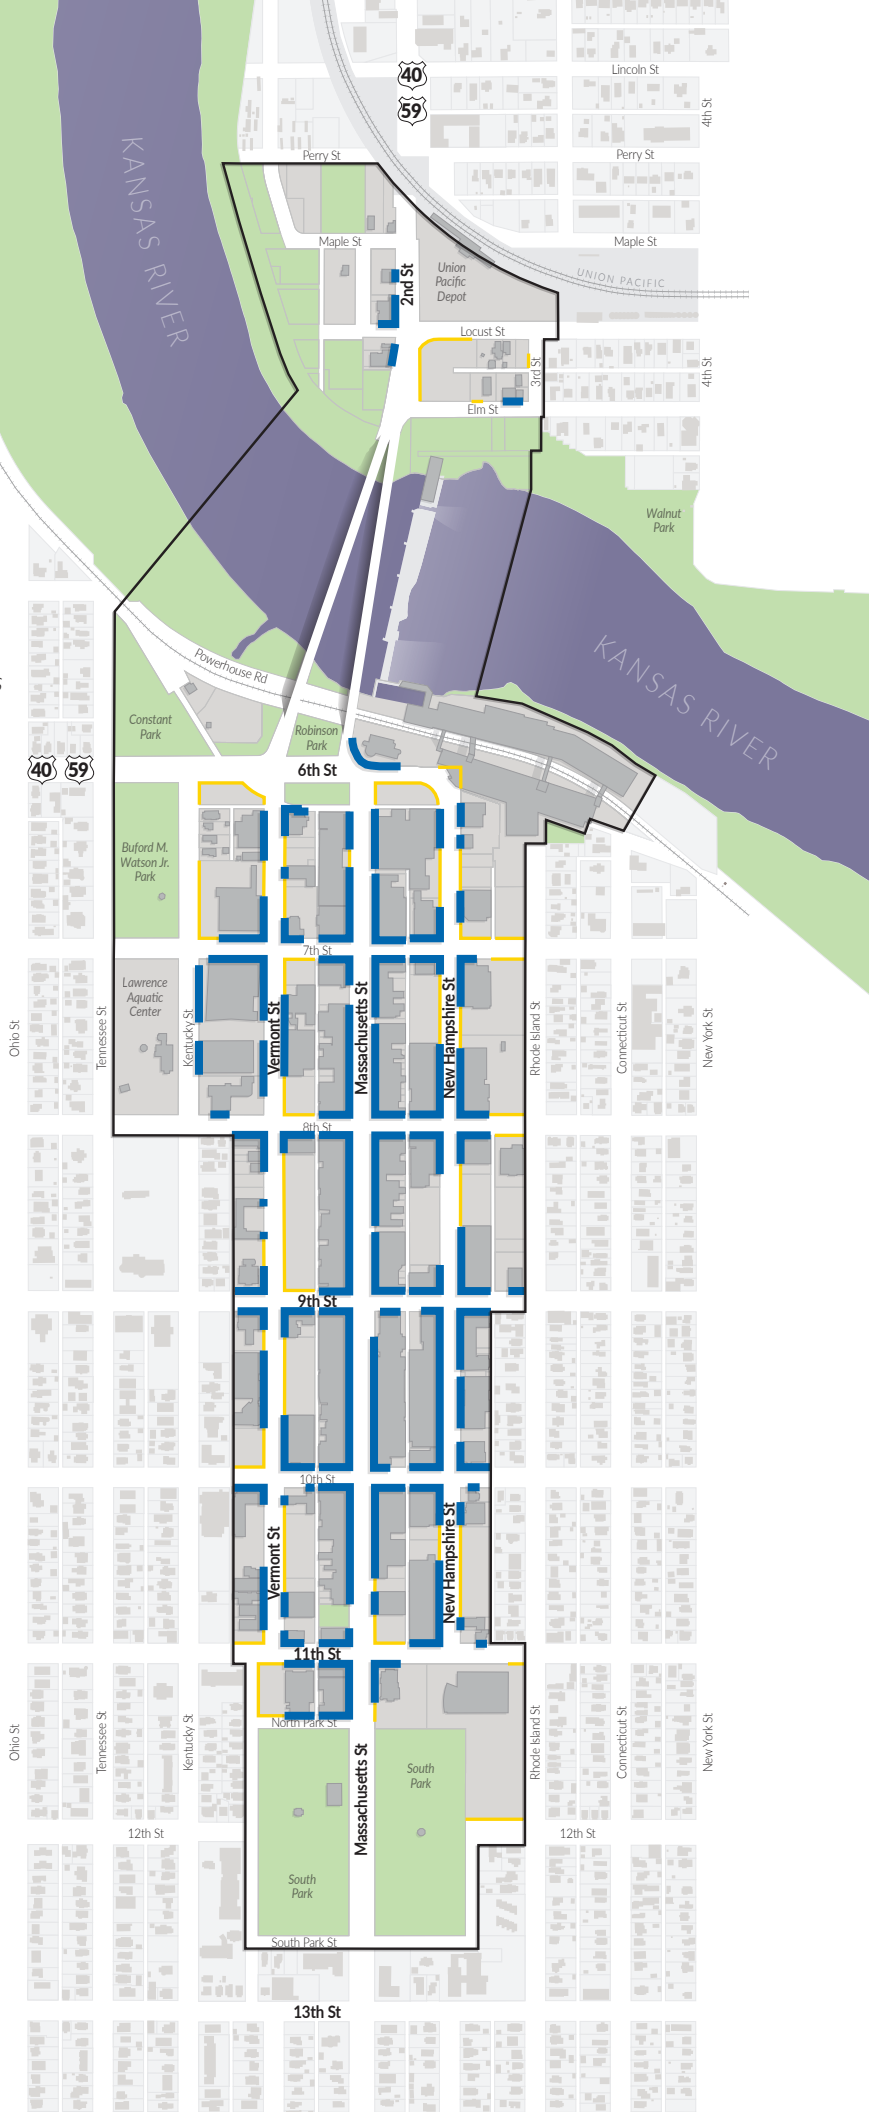 Lincoln St
40
59
4th St
KANSAS RIVER
Perry St
Perry St
Maple St
Maple St
2nd St
Union
Pacific
Depot
UNION PACIFIC
Locust St
3rd St
4th St
Elm St
Walnut
Park
KANSAS RIVER
Powerhouse Rd
Constant
Park
Robinson
Park
40
59
6th St
Buford M.
Watson Jr.
Park
7th St
Lawrence
Aquatic
Center
Ohio St
Tennessee St
Kentucky St
Vermont St
Massachusetts St
New Hampshire St
Rhode Island St
Connecticut St
New York St
8th St
9th St
10th St
Vermont St
New Hampshire St
11th St
North Park St
Ohio St
Tennessee St
Kentucky St
Massachusetts St
South
Park
Rhode Island St
Connecticut St
New York St
12th St
12th St
South
Park
South Park St
13th St